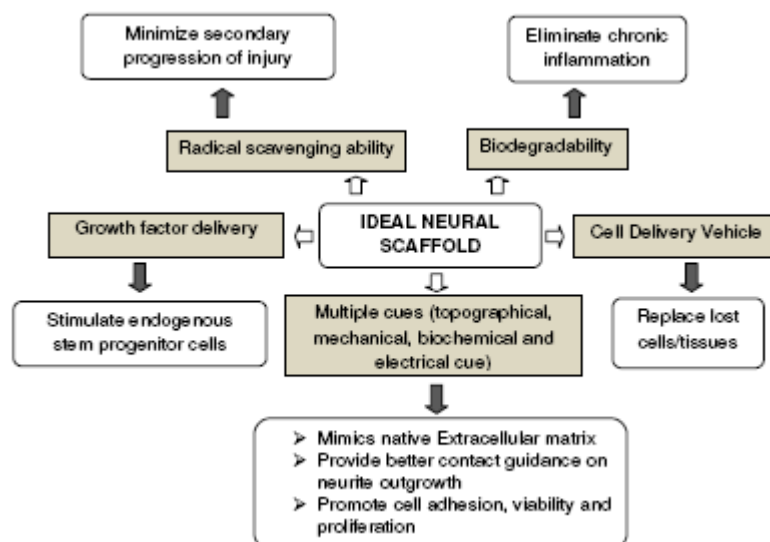 Minimize secondary
progression of injury
Eliminate chronic
inflammation
Radical scavenging ability
Biodegradability
IDEAL NEURAL
SCAFFOLD
Growth factor delivery
Cell Delivery Vehicle
Stimulate endogenous
stem progenitor cells
Multiple cues (topographical,
mechanical, biochemical and
electrical cue)
Replace lost
cells/tissues
➤ Mimics native Extracellular matrix
➤ Provide better contact guidance on
neurite outgrowth
➤ Promote cell adhesion, viability and
proliferation